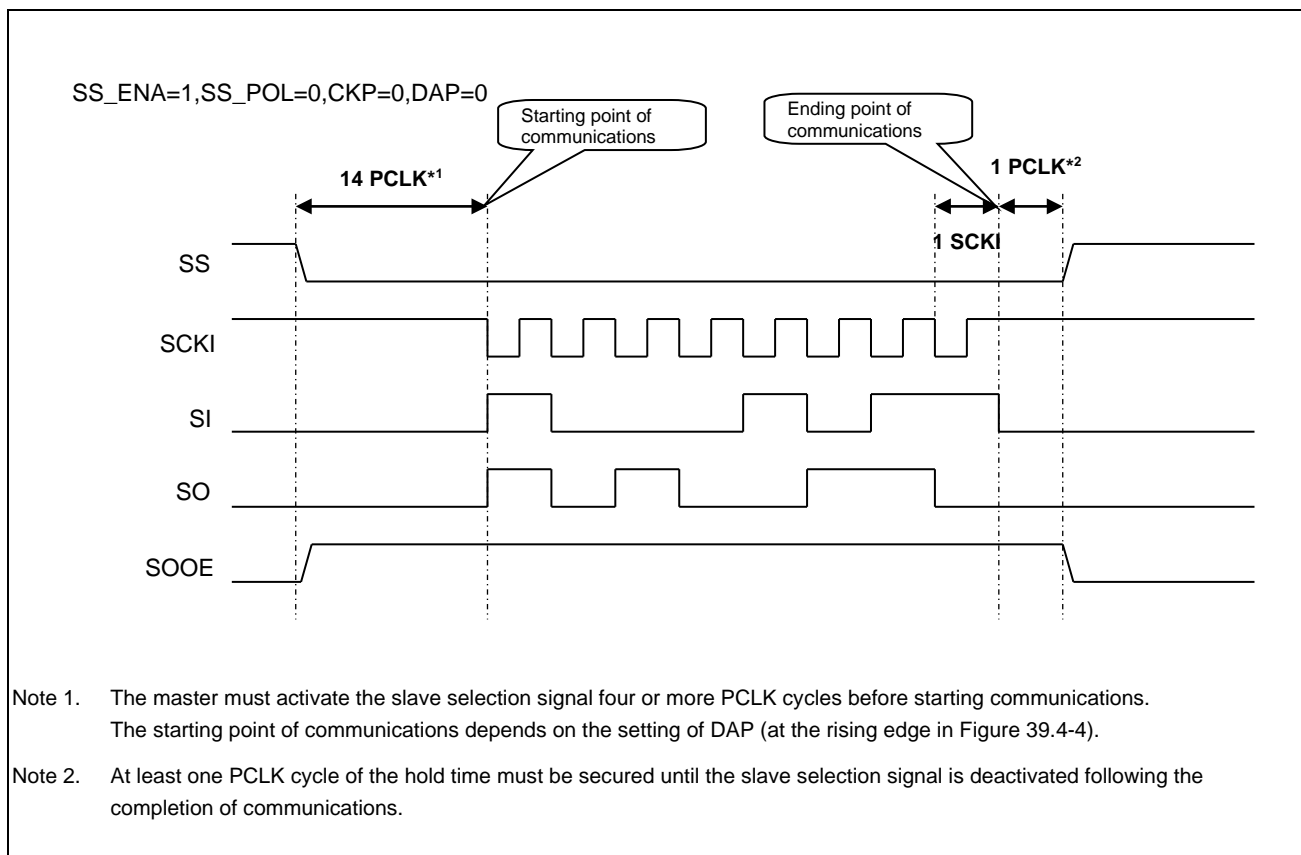 SS_ENA=1,SS_POL=0,CKP=0,DAP=0
Starting point of
communications
Ending point of
communications
14 PCLK*1
1 PCLK*2
1 SCKI
SS
SCKI
SI
SO
SOOE
Note 1. The master must activate the slave selection signal four or more PCLK cycles before starting communications.
The starting point of communications depends on the setting of DAP (at the rising edge in Figure 39.4-4).
Note 2. At least one PCLK cycle of the hold time must be secured until the slave selection signal is deactivated following the
completion of communications.